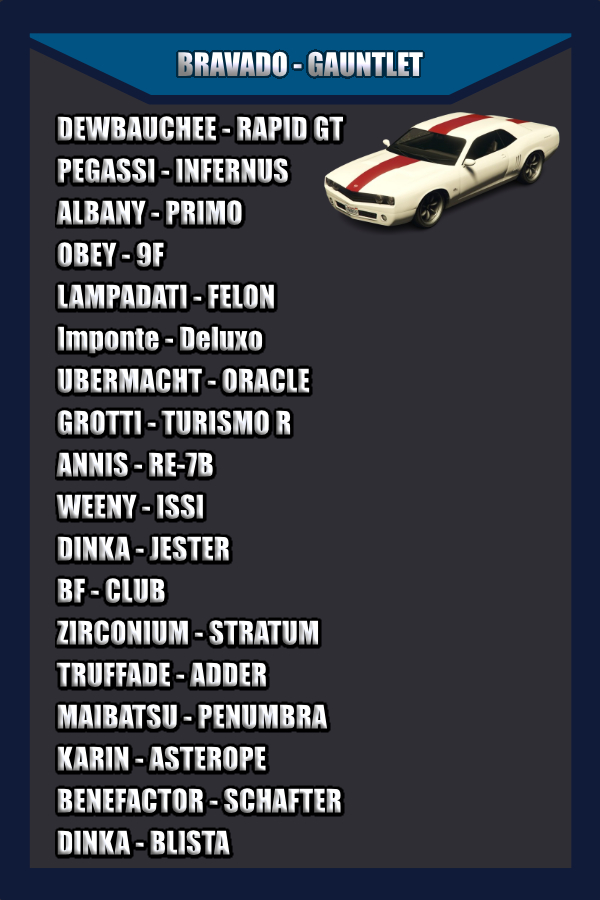 BRAVADO - GAUNTLET
DEWBAUCHEE - RAPID GT
PEGASSI - INFERNUS
ALBANY - PRIMO
OBEY - 9F
LAMPADATI - FELON
Imponte - Deluxo
UBERMACHT - ORACLE
GROTTI - TURISMO R
ANNIS - RE-7B
WEENY - ISSI
DINKA - JESTER
BF - CLUB
ZIRCONIUM - STRATUM
TRUFFADE - ADDER
MAIBATSU - PENUMBRA
KARIN - ASTEROPE
BENEFACTOR - SCHAFTER
DINKA - BLISTA